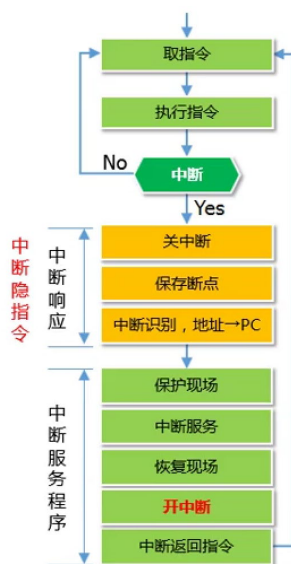 取指令
执行指令
No
中断
Yes
中断隐指令
中断响应
关中断
保存断点
中断识别，地址→PC
中断服务程序
保护现场
中断服务
恢复现场
开中断
中断返回指令